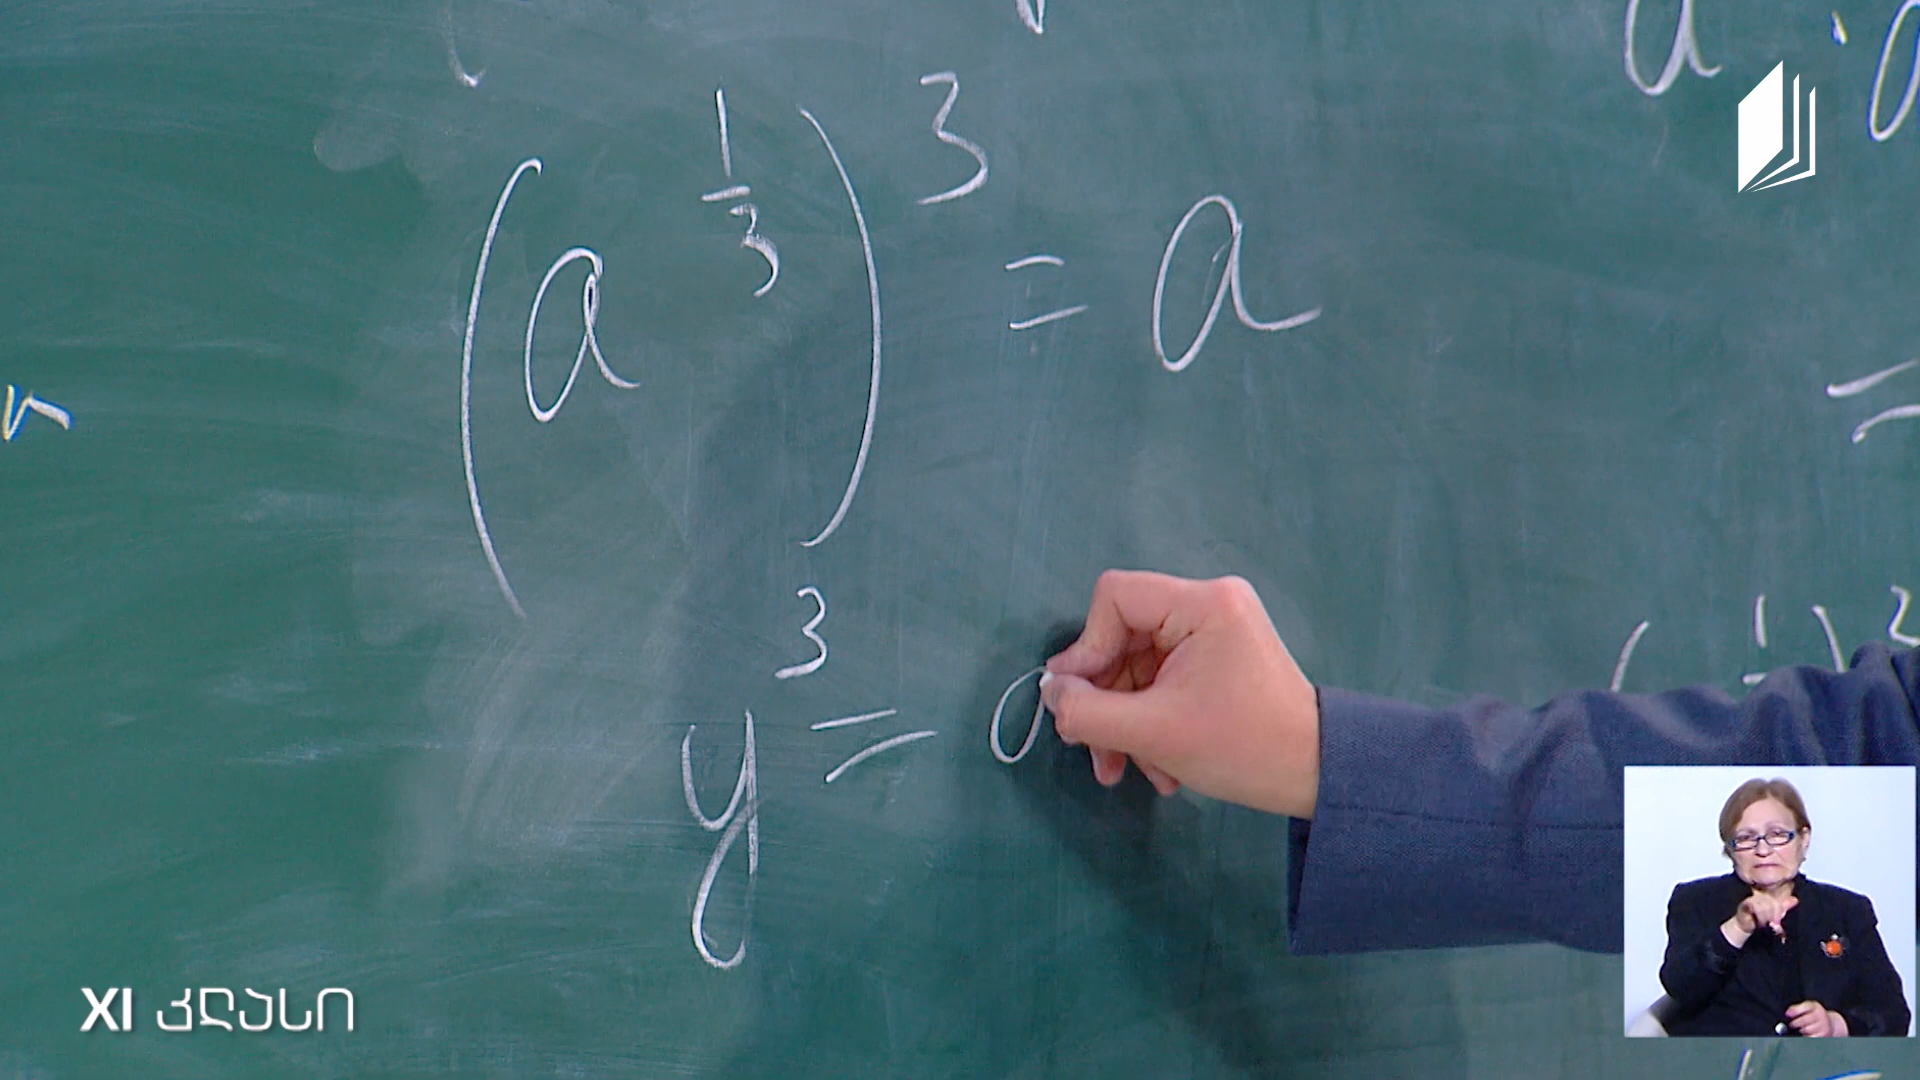 (a^{1/3})^3 = a
y^3 = a
XI კლასი